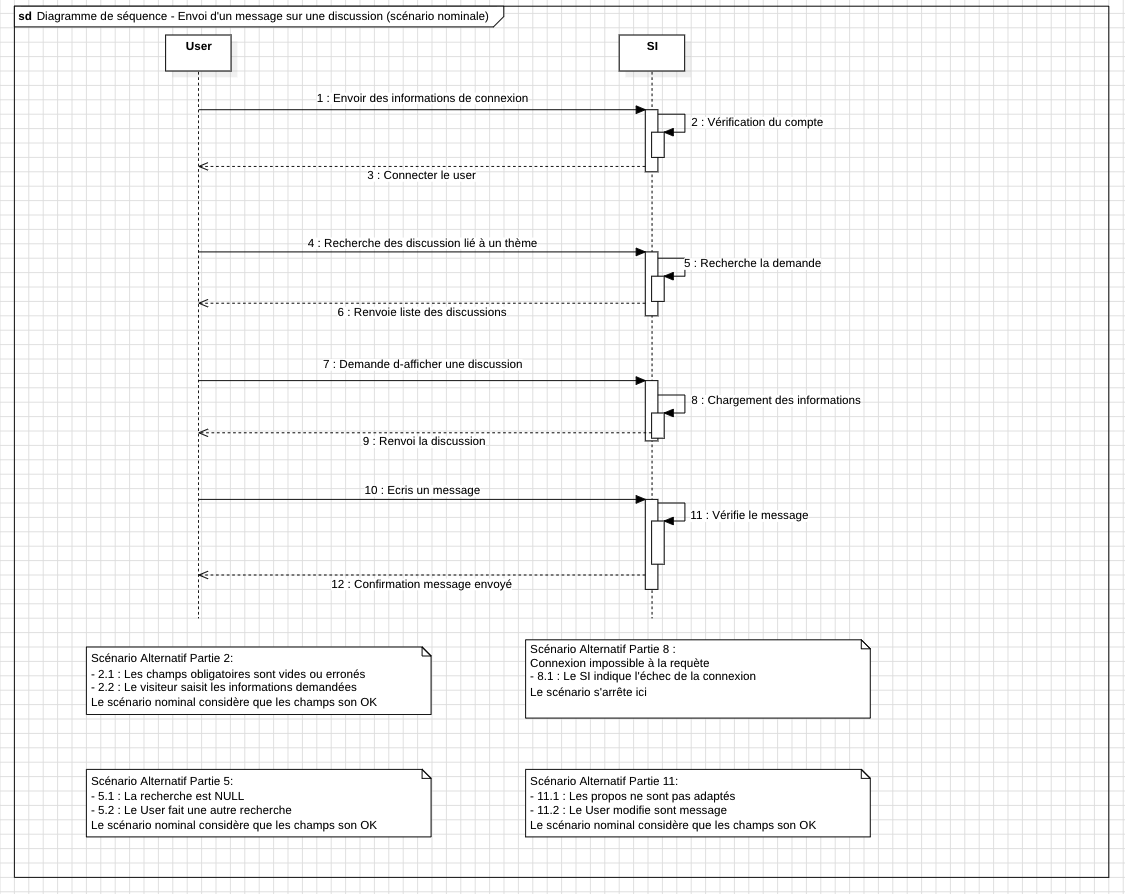 sd Diagramme de séquence - Envoi d'un message sur une discussion (scénario nominale)
User
SI
1 : Envoir des informations de connexion
2 : Vérification du compte
3 : Connecter le user
4 : Recherche des discussion lié à un thème
5 : Recherche la demande
6 : Renvoie liste des discussions
7 : Demande d-afficher une discussion
8 : Chargement des informations
9 : Renvoi la discussion
10 : Ecris un message
11 : Vérifie le message
12 : Confirmation message envoyé
Scénario Alternatif Partie 2:
- 2.1 : Les champs obligatoires sont vides ou erronés
- 2.2 : Le visiteur saisit les informations demandées
Le scénario nominal considère que les champs son OK
Scénario Alternatif Partie 8 :
Connexion impossible à la requète
- 8.1 : Le SI indique l'échec de la connexion
Le scénario s'arrête ici
Scénario Alternatif Partie 5:
- 5.1 : La recherche est NULL
- 5.2 : Le User fait une autre recherche
Le scénario nominal considère que les champs son OK
Scénario Alternatif Partie 11:
- 11.1 : Les propos ne sont pas adaptés
- 11.2 : Le User modifie sont message
Le scénario nominal considère que les champs son OK